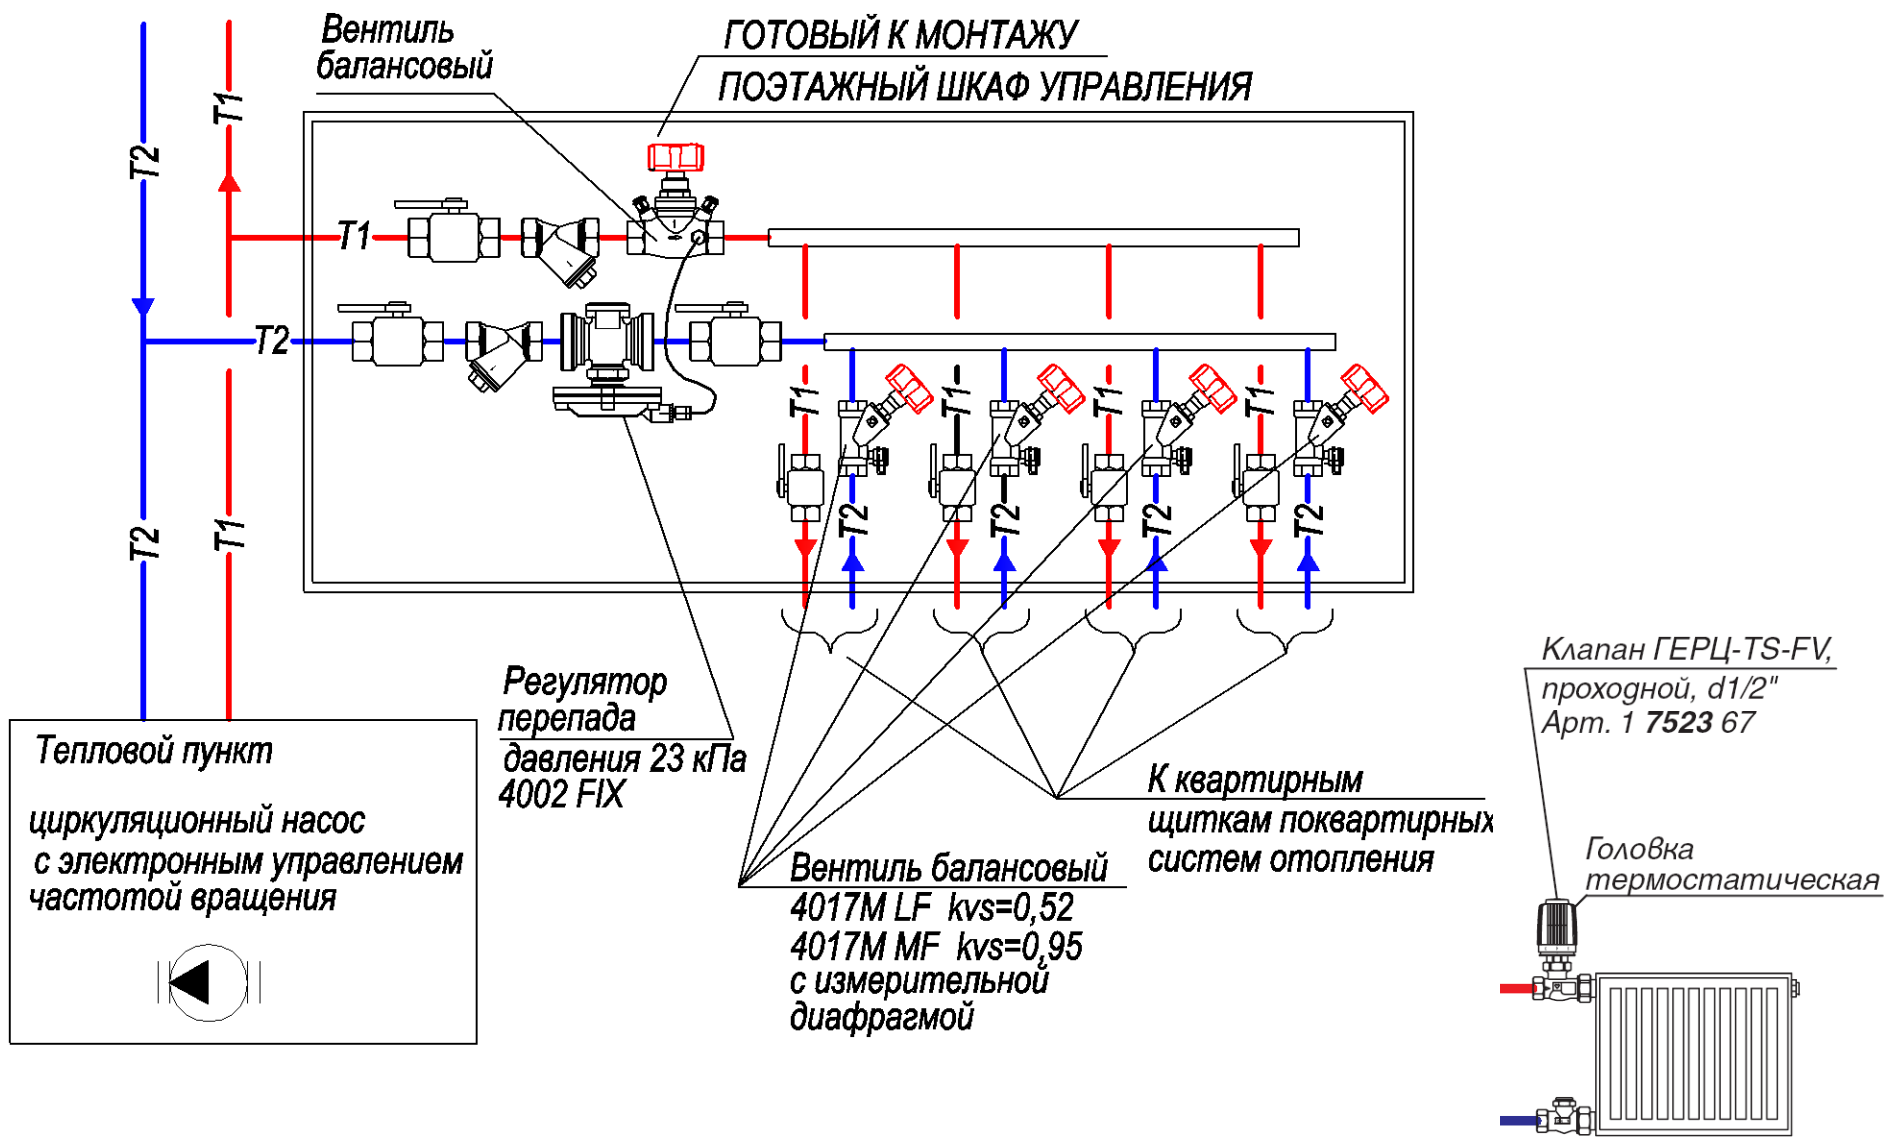 Вентиль
балансовый
ГОТОВЫЙ К МОНТАЖУ
ПОЭТАЖНЫЙ ШКАФ УПРАВЛЕНИЯ
T1
T2
T1
T2
T1
T1
T1
T1
T2
T2
T2
T2
T1
T2
Регулятор
перепада
давления 23 кПа
4002 FIX
Клапан ГЕРЦ-TS-FV,
проходной, d1/2"
Арт. 1 7523 67
Тепловой пункт
циркуляционный насос
с электронным управлением
частотой вращения
К квартирным
щиткам поквартирных
систем отопления
Вентиль балансовый
4017M LF kvs=0,52
4017M MF kvs=0,95
с измерительной
диафрагмой
Головка
термостатическая